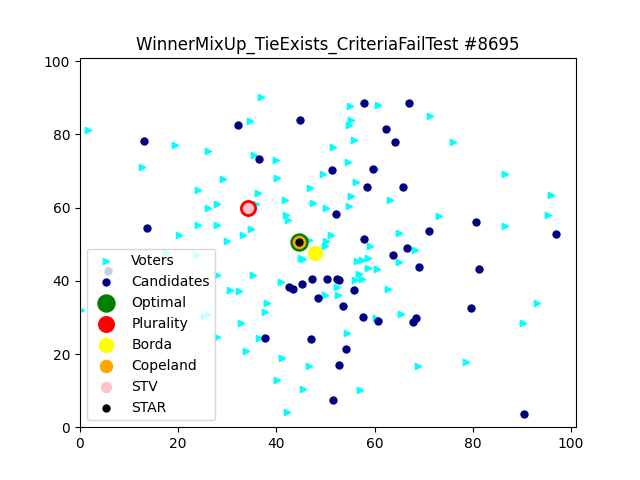 WinnerMixUp_TieExists_CriteriaFailTest #8695
100
80
60
40
20
0
Voters
Candidates
Optimal
Plurality
Borda
Copeland
STV
STAR
0 20 40 60 80 100